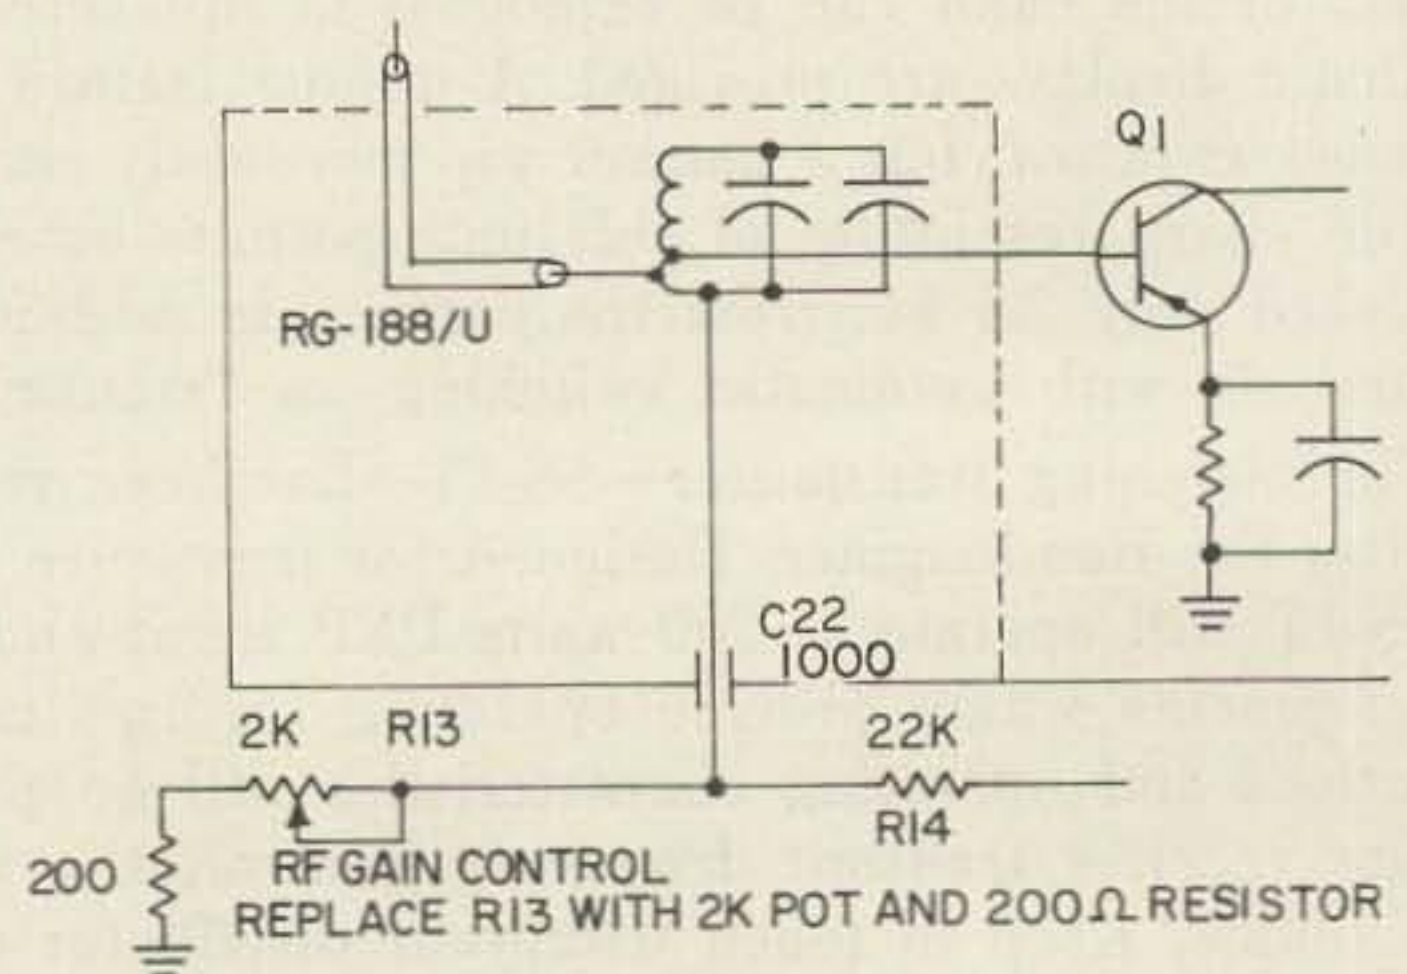 Q1
RG-188/U
C22
1000
2K R13 22K
R14
200
RF GAIN CONTROL
REPLACE R13 WITH 2K POT AND 200Ω RESISTOR